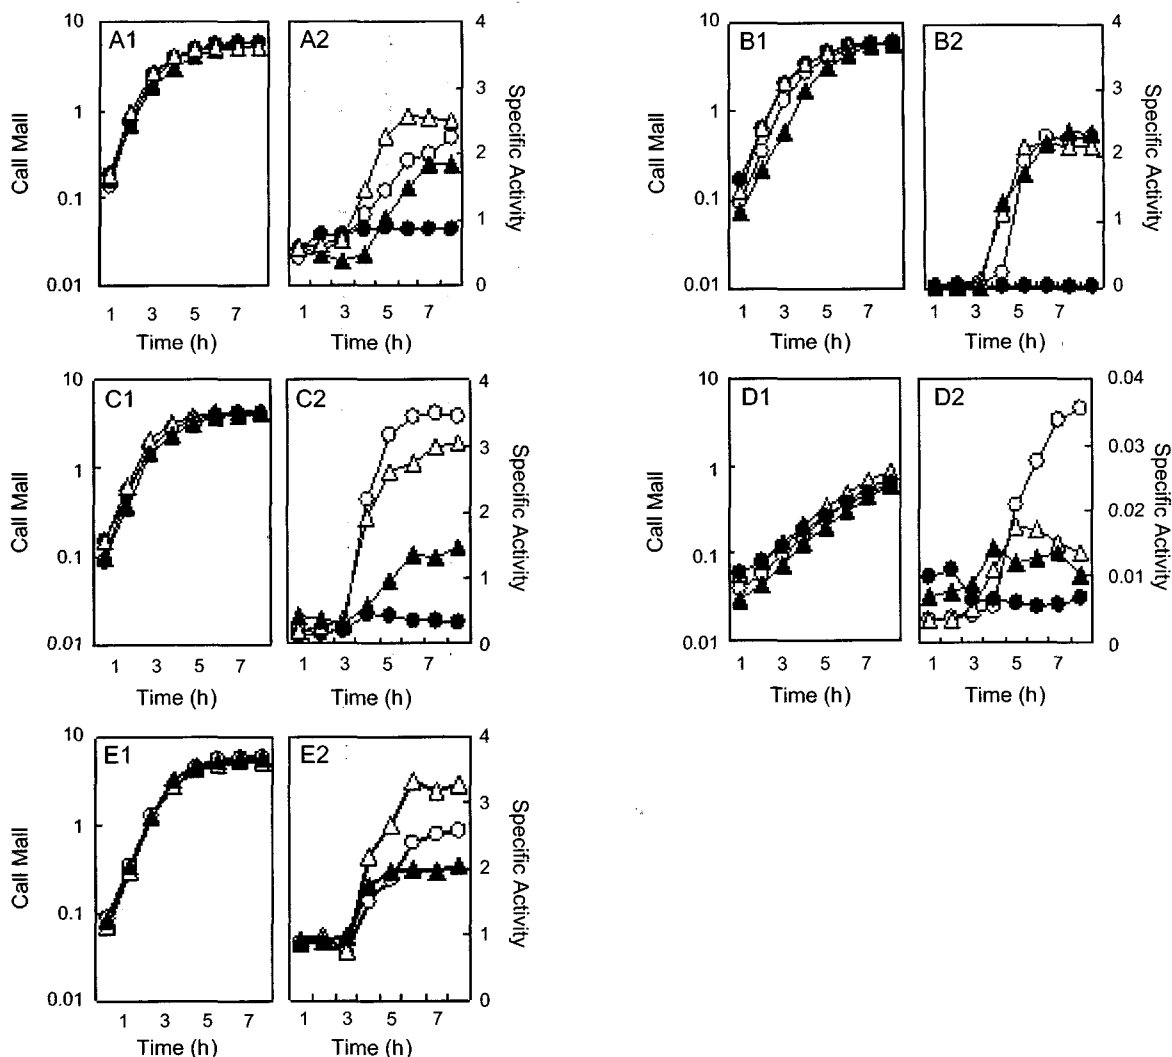 A1 A2
10 4
1 3
0.1 2
0.01 1
0
Call Mall
Specific Activity
1 3 5 7 1 3 5 7
Time (h) Time (h)
B1 B2
10 4
1 3
0.1 2
0.01 1
0
Call Mall
Specific Activity
1 3 5 7 1 3 5 7
Time (h) Time (h)
C1 C2
10 4
1 3
0.1 2
0.01 1
0
Call Mall
Specific Activity
1 3 5 7 1 3 5 7
Time (h) Time (h)
D1 D2
10 0.04
1 0.03
0.1 0.02
0.01 0.01
0
Call Mall
Specific Activity
1 3 5 7 1 3 5 7
Time (h) Time (h)
E1 E2
10 4
1 3
0.1 2
0.01 1
0
Call Mall
Specific Activity
1 3 5 7 1 3 5 7
Time (h) Time (h)